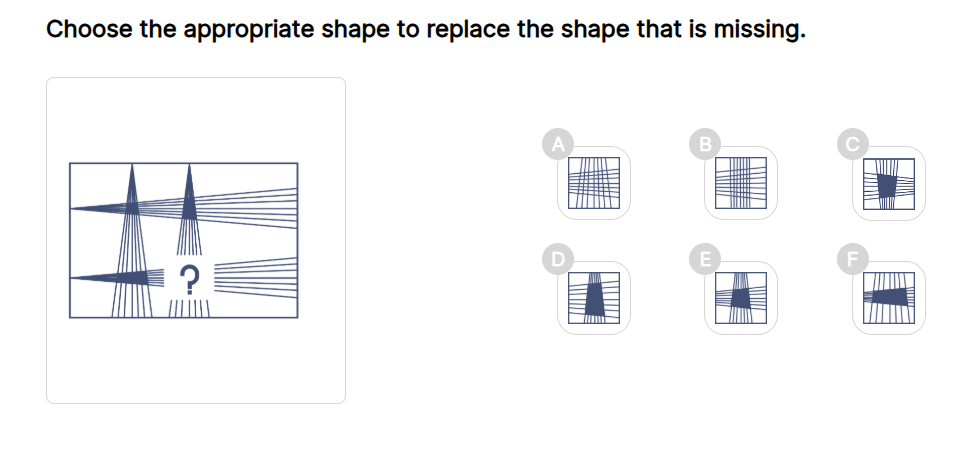 Choose the appropriate shape to replace the shape that is missing.
?
A
B
C
D
E
F